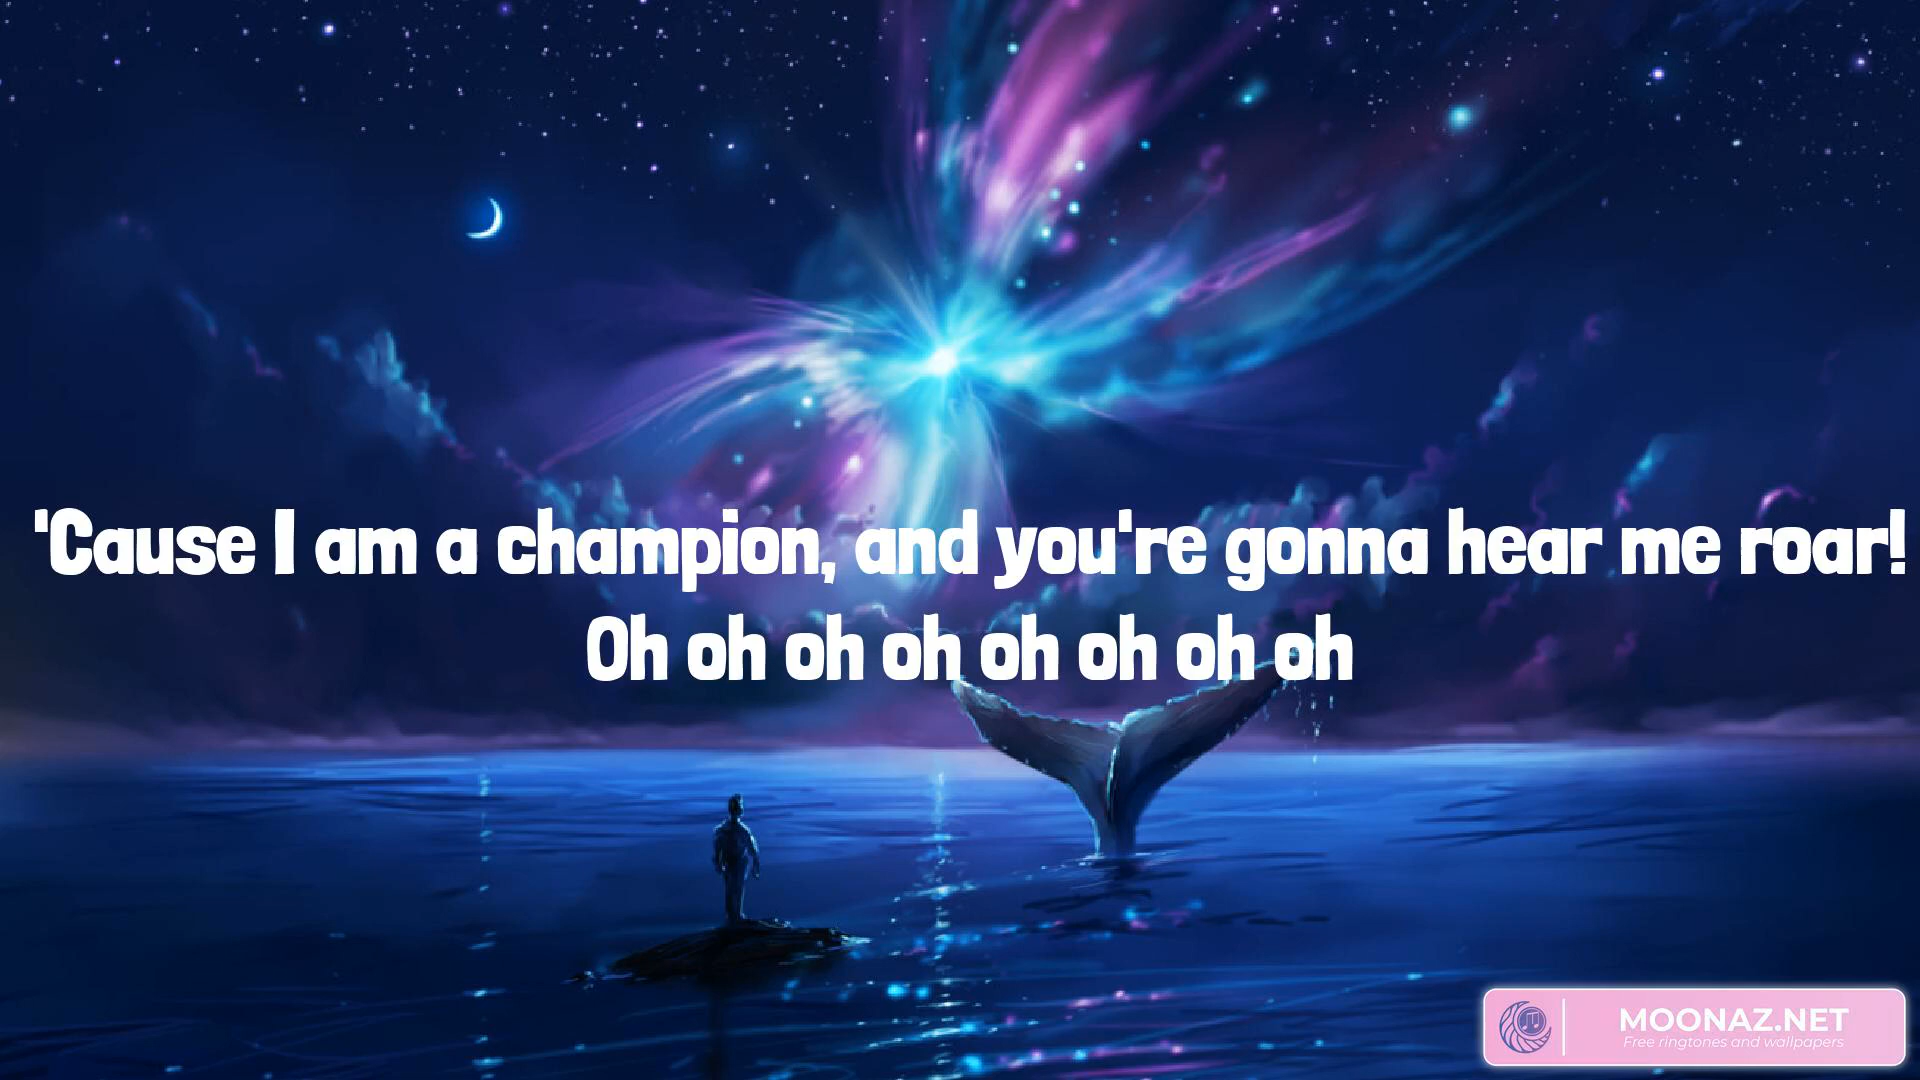 'Cause I am a champion, and you're gonna hear me roar!
Oh oh oh oh oh oh oh oh
MOONAZ.NET
Free ringtones and wallpapers